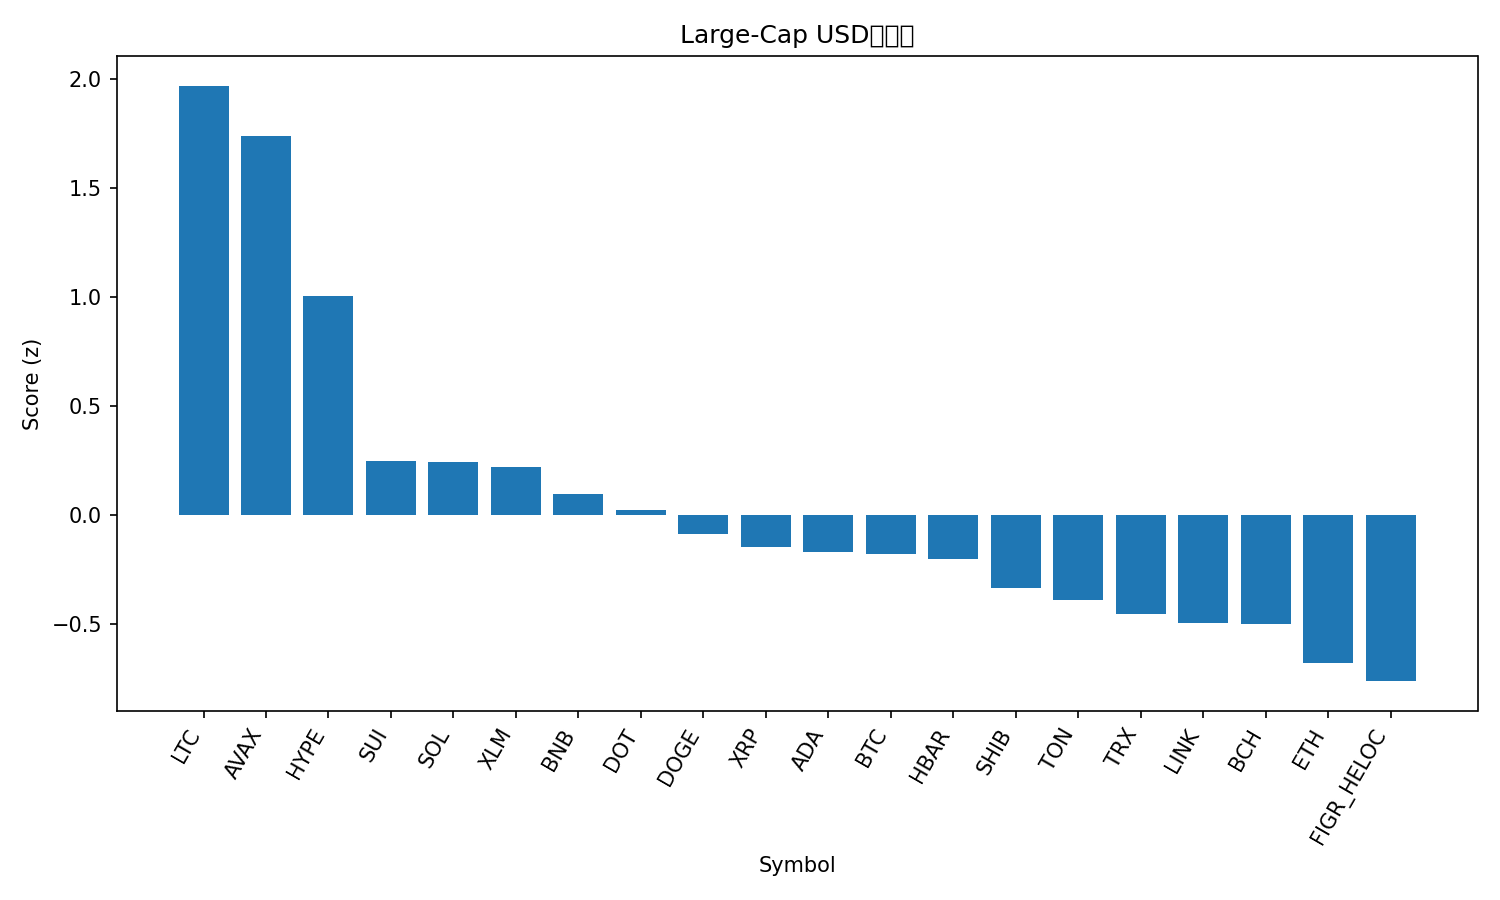 Large-Cap USD
2.0
1.5
1.0
0.5
0.0
−0.5
Score (z)
LTC
AVAX
HYPE
SUI
SOL
XLM
BNB
DOT
DOGE
XRP
ADA
BTC
HBAR
SHIB
TON
TRX
LINK
BCH
ETH
FIGR_HELOC
Symbol